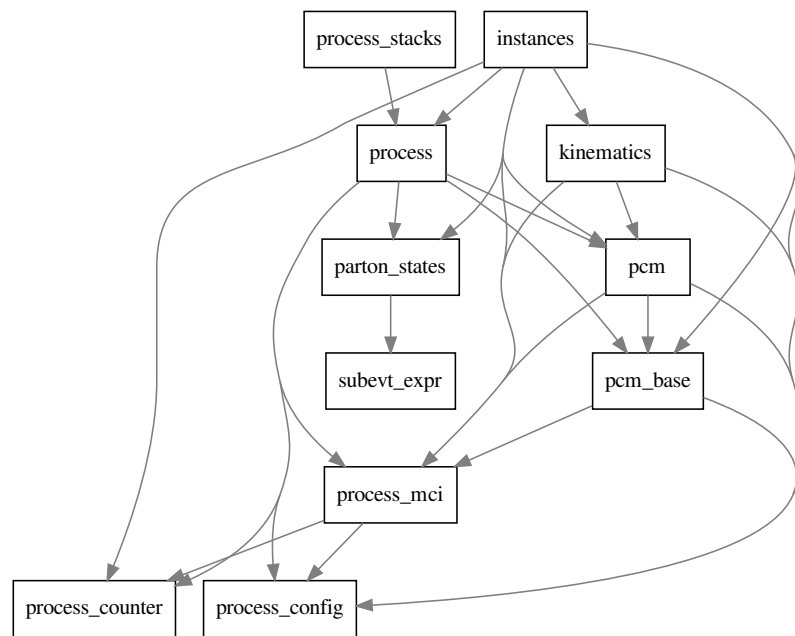 process_stacks
instances
process
kinematics
parton_states
pcm
subevt_expr
pcm_base
process_mci
process_counter
process_config